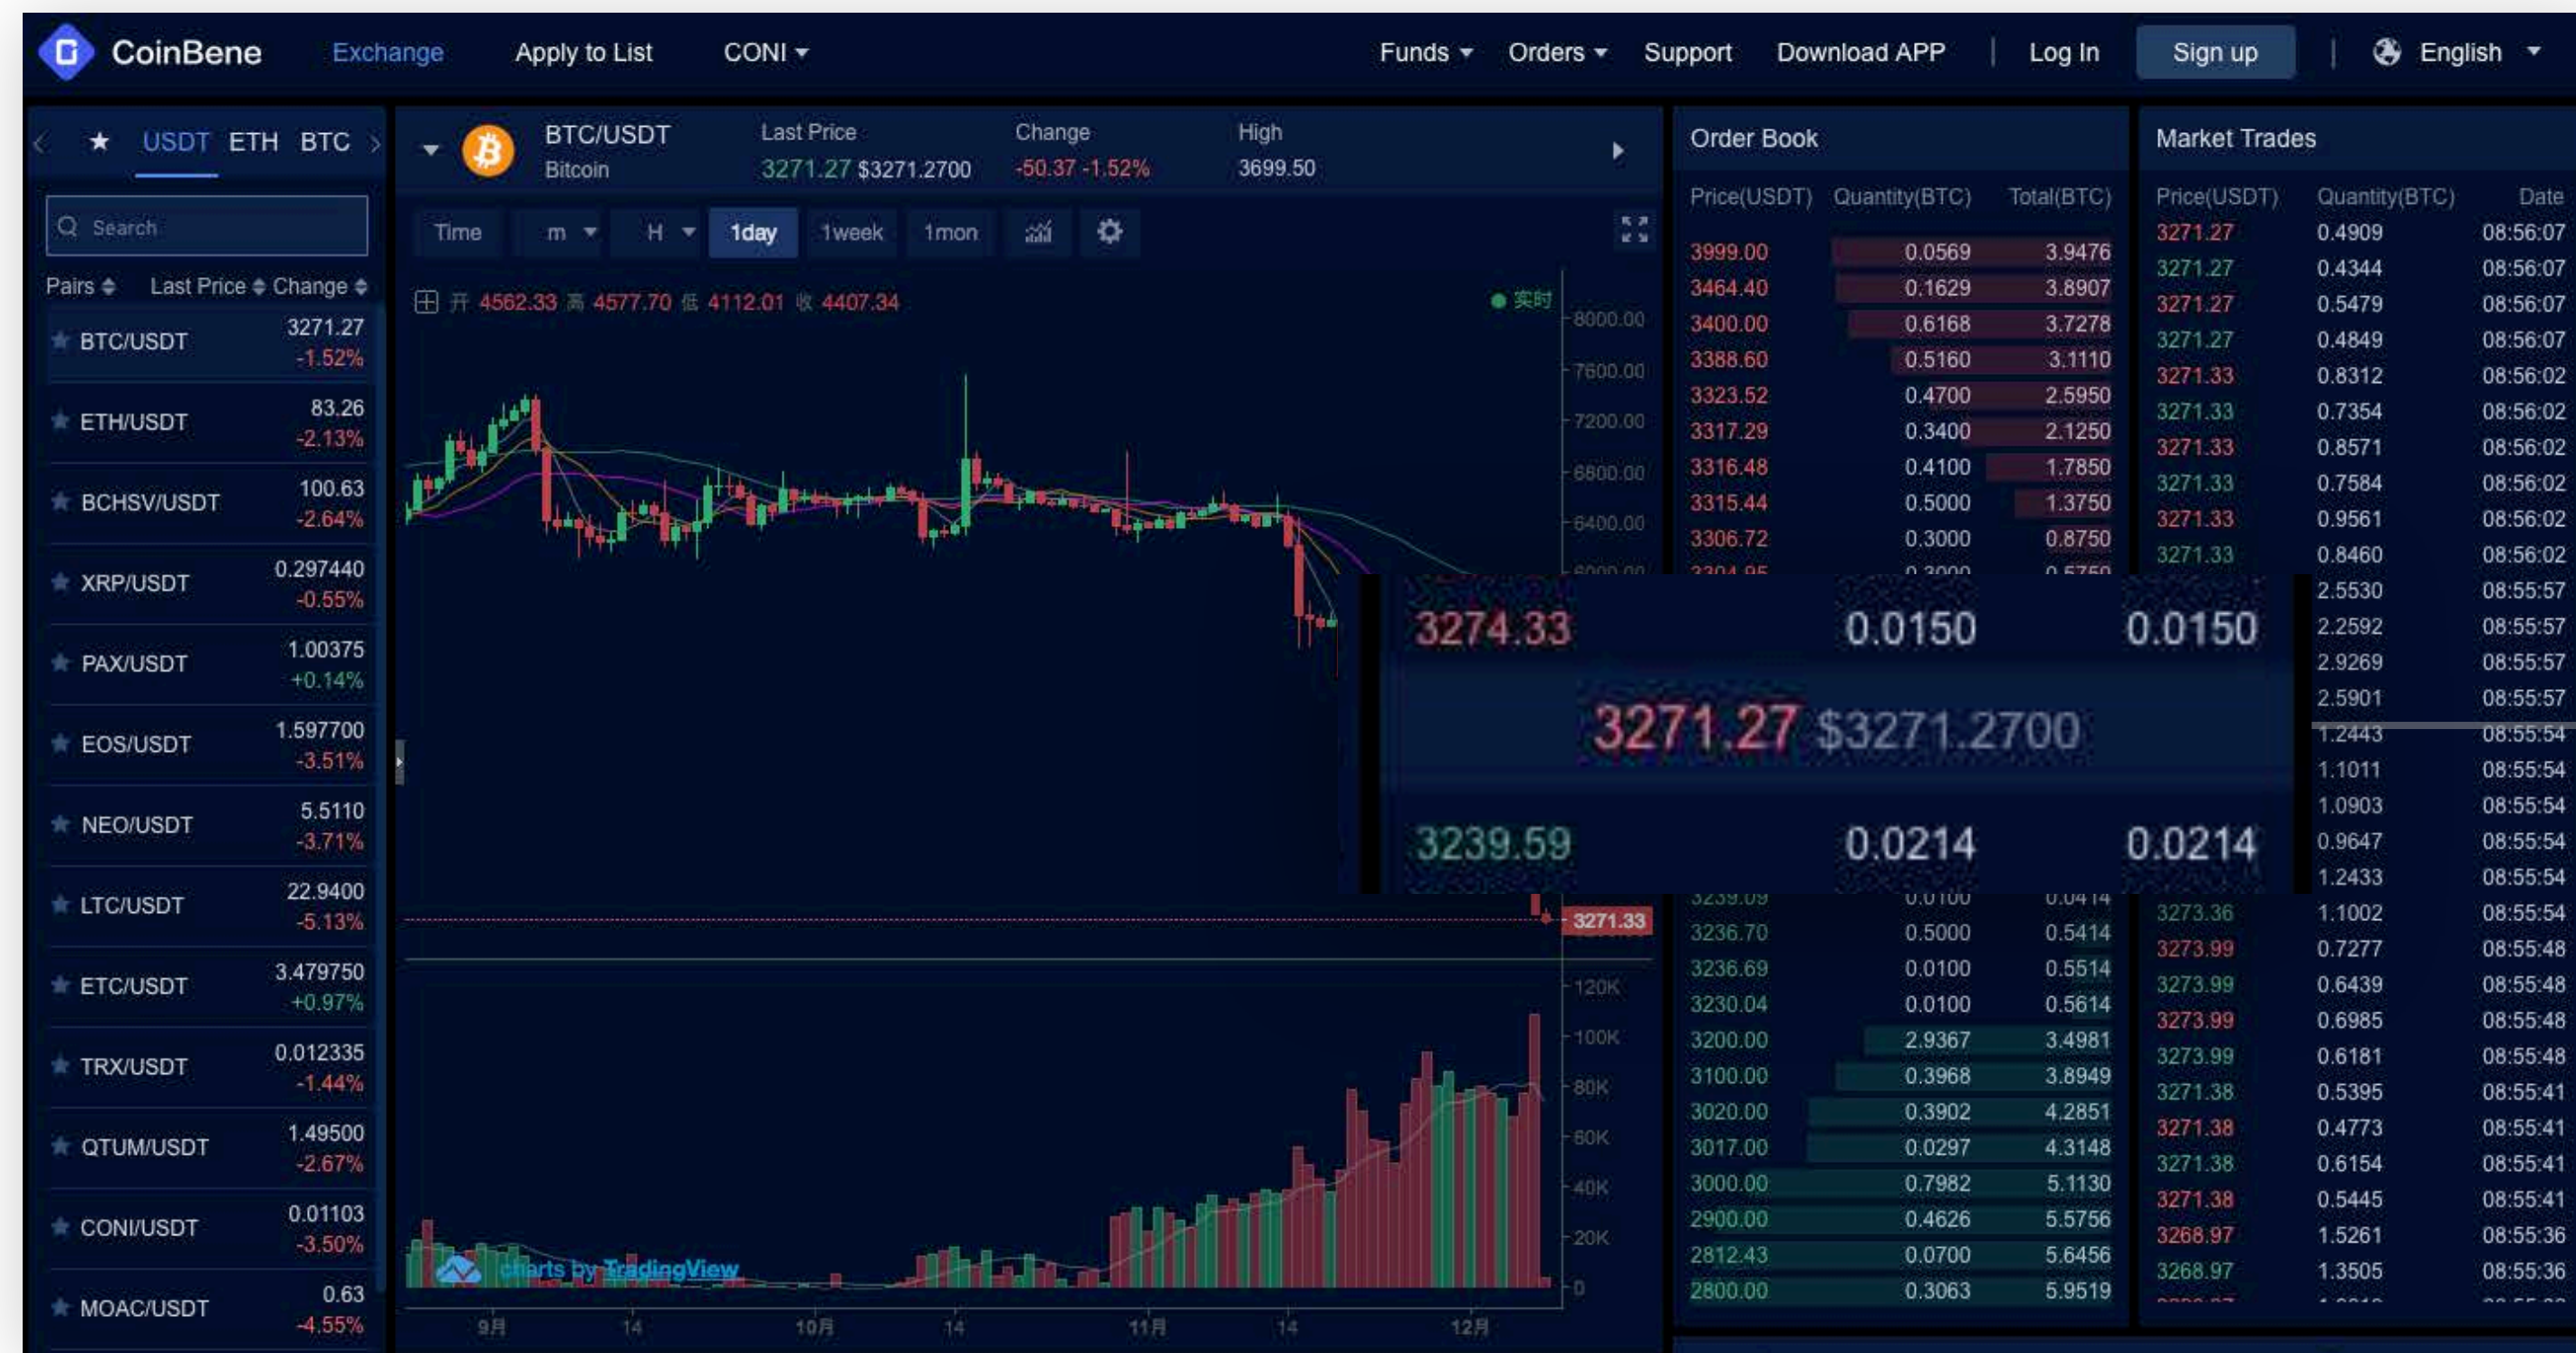 CoinBene Exchange Apply to List CONI Funds Orders Support Download APP | Log In Sign up | English
USDT ETH BTC
Search
Pairs Last Price Change
BTC/USDT 3271.27
-1.52%
ETH/USDT 83.26
-2.13%
BCHSV/USDT 100.63
-2.64%
XRP/USDT 0.297440
-0.55%
PAX/USDT 1.00375
+0.14%
EOS/USDT 1.597700
-3.51%
NEO/USDT 5.5110
-3.71%
LTC/USDT 22.9400
-5.13%
ETC/USDT 3.479750
+0.97%
TRX/USDT 0.012335
-1.44%
QTUM/USDT 1.49500
-2.67%
CONI/USDT 0.01103
-3.50%
MOAC/USDT 0.63
-4.55%
BTC/USDT Last Price Change High
Bitcoin 3271.27 $3271.2700 -50.37 -1.52% 3699.50
Time m H 1day 1week 1mon
开 4562.33 高 4577.70 低 4112.01 收 4407.34 实时
8000.00
7600.00
7200.00
6800.00
6400.00
6000.00
3271.33
120K
100K
80K
60K
40K
20K
0
charts by TradingView
9月 14 10月 14 11月 14 12月
Order Book
Price(USDT) Quantity(BTC) Total(BTC)
3999.00 0.0569 3.9476
3464.40 0.1629 3.8907
3400.00 0.6168 3.7278
3388.60 0.5160 3.1110
3323.52 0.4700 2.5950
3317.29 0.3400 2.1250
3316.48 0.4100 1.7850
3315.44 0.5000 1.3750
3306.72 0.3000 0.8750
3304.95 0.3000 0.5750
3274.33 0.0150 0.0150
3271.27 $3271.2700
3239.59 0.0214 0.0214
3239.09 0.0100 0.0414
3236.70 0.5000 0.5414
3236.69 0.0100 0.5514
3230.04 0.0100 0.5614
3200.00 2.9367 3.4981
3100.00 0.3968 3.8949
3020.00 0.3902 4.2851
3017.00 0.0297 4.3148
3000.00 0.7982 5.1130
2900.00 0.4626 5.5756
2812.43 0.0700 5.6456
2800.00 0.3063 5.9519
Market Trades
Price(USDT) Quantity(BTC) Date
3271.27 0.4909 08:56:07
3271.27 0.4344 08:56:07
3271.27 0.5479 08:56:07
3271.27 0.4849 08:56:07
3271.33 0.8312 08:56:02
3271.33 0.7354 08:56:02
3271.33 0.8571 08:56:02
3271.33 0.7584 08:56:02
3271.33 0.9561 08:56:02
3271.33 0.8460 08:56:02
2.5530 08:55:57
2.2592 08:55:57
2.9269 08:55:57
2.5901 08:55:57
1.2443 08:55:54
1.1011 08:55:54
1.0903 08:55:54
0.9647 08:55:54
1.2433 08:55:54
3273.36 1.1002 08:55:54
3273.99 0.7277 08:55:48
3273.99 0.6439 08:55:48
3273.99 0.6985 08:55:48
3273.99 0.6181 08:55:48
3271.38 0.5395 08:55:41
3271.38 0.4773 08:55:41
3271.38 0.6154 08:55:41
3271.38 0.5445 08:55:41
3268.97 1.5261 08:55:36
3268.97 1.3505 08:55:36